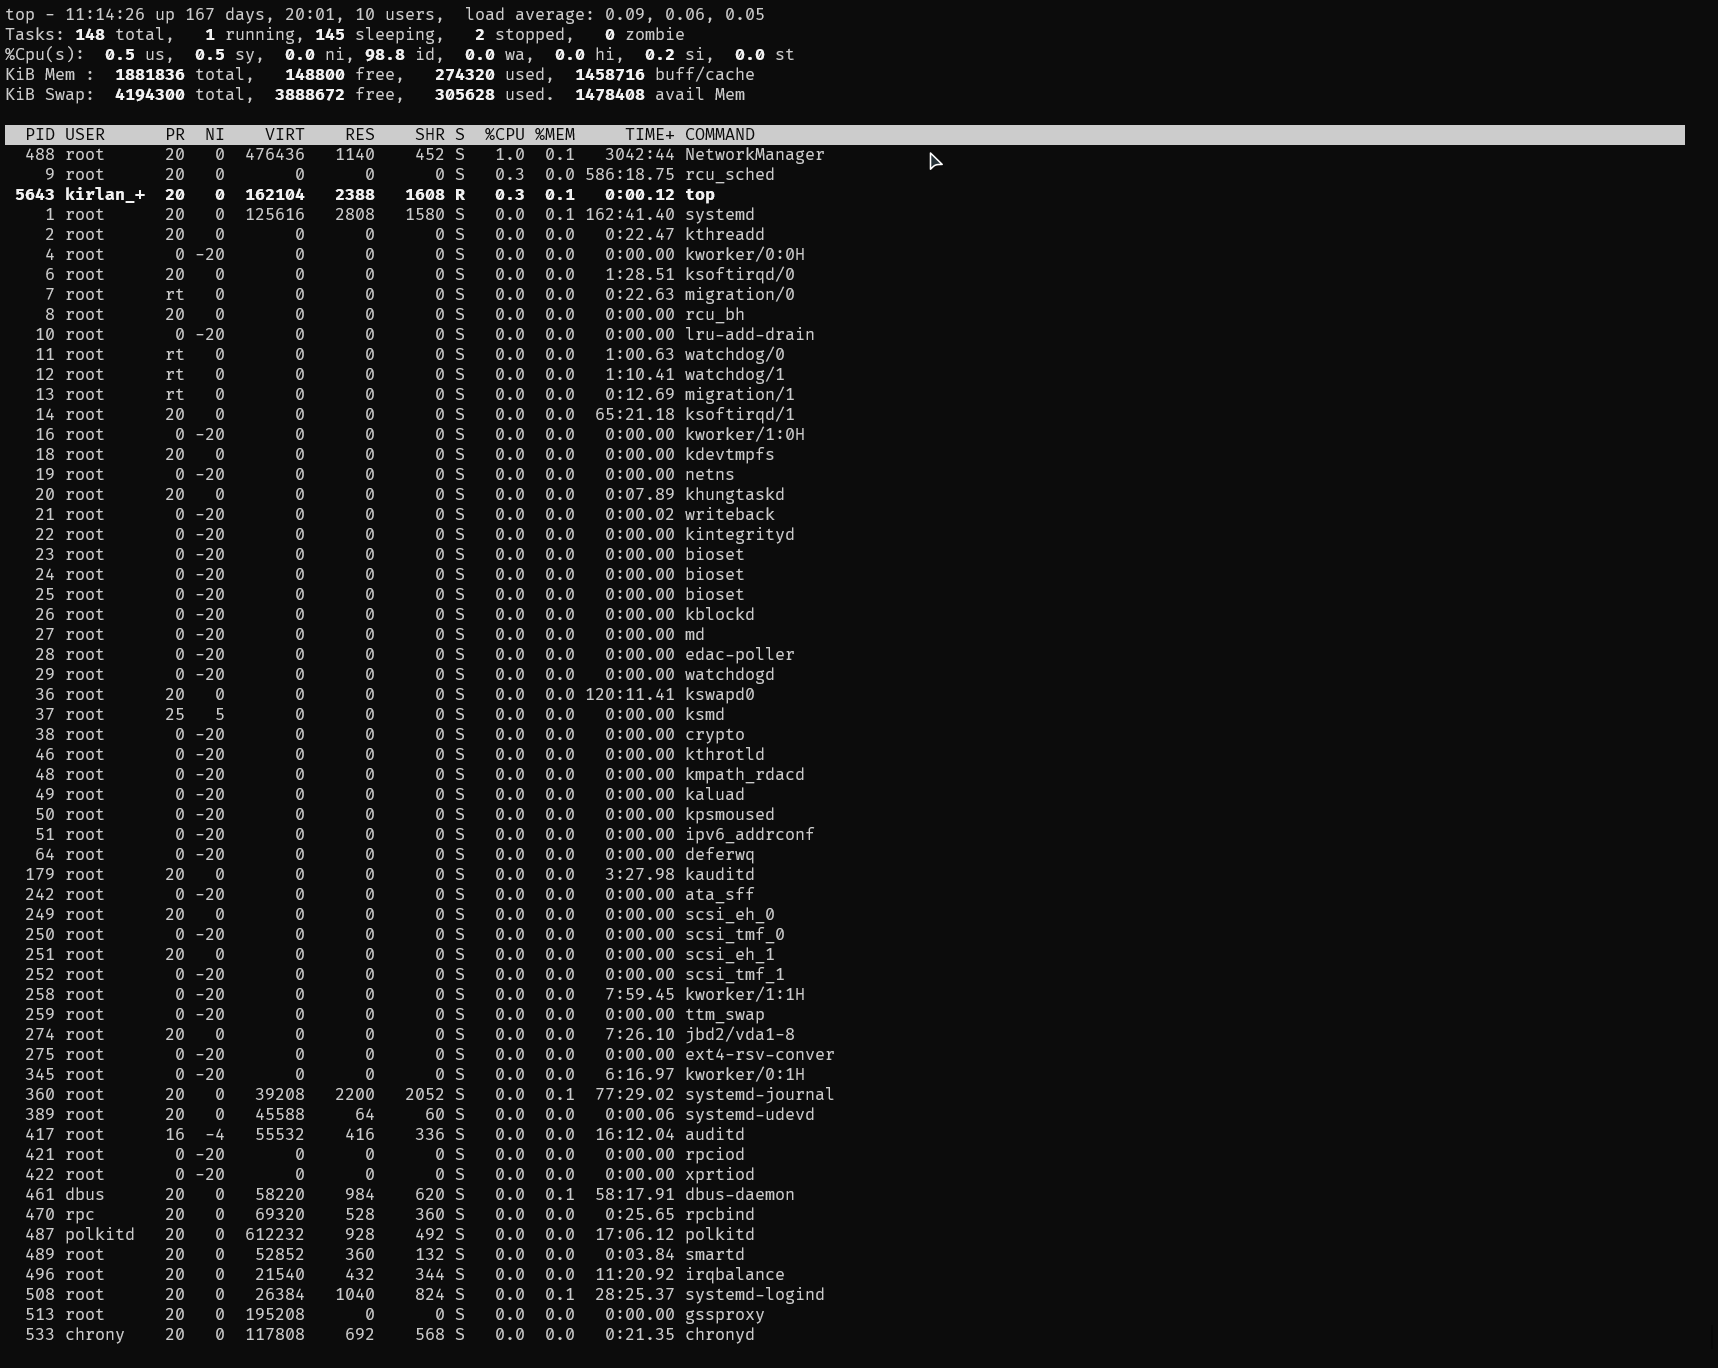 top - 11:14:26 up 167 days, 20:01, 10 users,  load average: 0.09, 0.06, 0.05
Tasks: 148 total,   1 running, 145 sleeping,   2 stopped,   0 zombie
%Cpu(s):  0.5 us,  0.5 sy,  0.0 ni, 98.8 id,  0.0 wa,  0.0 hi,  0.2 si,  0.0 st
KiB Mem :  1881836 total,   148800 free,   274320 used,  1458716 buff/cache
KiB Swap:  4194300 total,  3888672 free,   305628 used.  1478408 avail Mem
PID USER      PR  NI    VIRT    RES    SHR S  %CPU %MEM     TIME+ COMMAND
488 root      20   0  476436   1140    452 S   1.0  0.1   3042:44 NetworkManager
9 root      20   0       0      0      0 S   0.3  0.0 586:18.75 rcu_sched
5643 kirlan_+  20   0  162104   2388   1608 R   0.3  0.1   0:00.12 top
1 root      20   0  125616   2808   1580 S   0.0  0.1 162:41.40 systemd
2 root      20   0       0      0      0 S   0.0  0.0   0:22.47 kthreadd
4 root       0 -20       0      0      0 S   0.0  0.0   0:00.00 kworker/0:0H
6 root      20   0       0      0      0 S   0.0  0.0   1:28.51 ksoftirqd/0
7 root      rt   0       0      0      0 S   0.0  0.0   0:22.63 migration/0
8 root      20   0       0      0      0 S   0.0  0.0   0:00.00 rcu_bh
10 root       0 -20       0      0      0 S   0.0  0.0   0:00.00 lru-add-drain
11 root      rt   0       0      0      0 S   0.0  0.0   1:00.63 watchdog/0
12 root      rt   0       0      0      0 S   0.0  0.0   1:10.41 watchdog/1
13 root      rt   0       0      0      0 S   0.0  0.0   0:12.69 migration/1
14 root      20   0       0      0      0 S   0.0  0.0  65:21.18 ksoftirqd/1
16 root       0 -20       0      0      0 S   0.0  0.0   0:00.00 kworker/1:0H
18 root      20   0       0      0      0 S   0.0  0.0   0:00.00 kdevtmpfs
19 root       0 -20       0      0      0 S   0.0  0.0   0:00.00 netns
20 root      20   0       0      0      0 S   0.0  0.0   0:07.89 khungtaskd
21 root       0 -20       0      0      0 S   0.0  0.0   0:00.02 writeback
22 root       0 -20       0      0      0 S   0.0  0.0   0:00.00 kintegrityd
23 root       0 -20       0      0      0 S   0.0  0.0   0:00.00 bioset
24 root       0 -20       0      0      0 S   0.0  0.0   0:00.00 bioset
25 root       0 -20       0      0      0 S   0.0  0.0   0:00.00 bioset
26 root       0 -20       0      0      0 S   0.0  0.0   0:00.00 kblockd
27 root       0 -20       0      0      0 S   0.0  0.0   0:00.00 md
28 root       0 -20       0      0      0 S   0.0  0.0   0:00.00 edac-poller
29 root       0 -20       0      0      0 S   0.0  0.0   0:00.00 watchdogd
36 root      20   0       0      0      0 S   0.0  0.0 120:11.41 kswapd0
37 root      25   5       0      0      0 S   0.0  0.0   0:00.00 ksmd
38 root       0 -20       0      0      0 S   0.0  0.0   0:00.00 crypto
46 root       0 -20       0      0      0 S   0.0  0.0   0:00.00 kthrotld
48 root       0 -20       0      0      0 S   0.0  0.0   0:00.00 kmpath_rdacd
49 root       0 -20       0      0      0 S   0.0  0.0   0:00.00 kaluad
50 root       0 -20       0      0      0 S   0.0  0.0   0:00.00 kpsmoused
51 root       0 -20       0      0      0 S   0.0  0.0   0:00.00 ipv6_addrconf
64 root       0 -20       0      0      0 S   0.0  0.0   0:00.00 deferwq
179 root      20   0       0      0      0 S   0.0  0.0   3:27.98 kauditd
242 root       0 -20       0      0      0 S   0.0  0.0   0:00.00 ata_sff
249 root      20   0       0      0      0 S   0.0  0.0   0:00.00 scsi_eh_0
250 root       0 -20       0      0      0 S   0.0  0.0   0:00.00 scsi_tmf_0
251 root      20   0       0      0      0 S   0.0  0.0   0:00.00 scsi_eh_1
252 root       0 -20       0      0      0 S   0.0  0.0   0:00.00 scsi_tmf_1
258 root       0 -20       0      0      0 S   0.0  0.0   7:59.45 kworker/1:1H
259 root       0 -20       0      0      0 S   0.0  0.0   0:00.00 ttm_swap
274 root      20   0       0      0      0 S   0.0  0.0   7:26.10 jbd2/vda1-8
275 root       0 -20       0      0      0 S   0.0  0.0   0:00.00 ext4-rsv-conver
345 root       0 -20       0      0      0 S   0.0  0.0   6:16.97 kworker/0:1H
360 root      20   0   39208   2200   2052 S   0.0  0.1  77:29.02 systemd-journal
389 root      20   0   45588     64     60 S   0.0  0.0   0:00.06 systemd-udevd
417 root      16  -4   55532    416    336 S   0.0  0.0  16:12.04 auditd
421 root       0 -20       0      0      0 S   0.0  0.0   0:00.00 rpciod
422 root       0 -20       0      0      0 S   0.0  0.0   0:00.00 xprtiod
461 dbus      20   0   58220    984    620 S   0.0  0.1  58:17.91 dbus-daemon
470 rpc       20   0   69320    528    360 S   0.0  0.0   0:25.65 rpcbind
487 polkitd   20   0  612232    928    492 S   0.0  0.0  17:06.12 polkitd
489 root      20   0   52852    360    132 S   0.0  0.0   0:03.84 smartd
496 root      20   0   21540    432    344 S   0.0  0.0  11:20.92 irqbalance
508 root      20   0   26384   1040    824 S   0.0  0.1  28:25.37 systemd-logind
513 root      20   0  195208      0      0 S   0.0  0.0   0:00.00 gssproxy
533 chrony    20   0  117808    692    568 S   0.0  0.0   0:21.35 chronyd